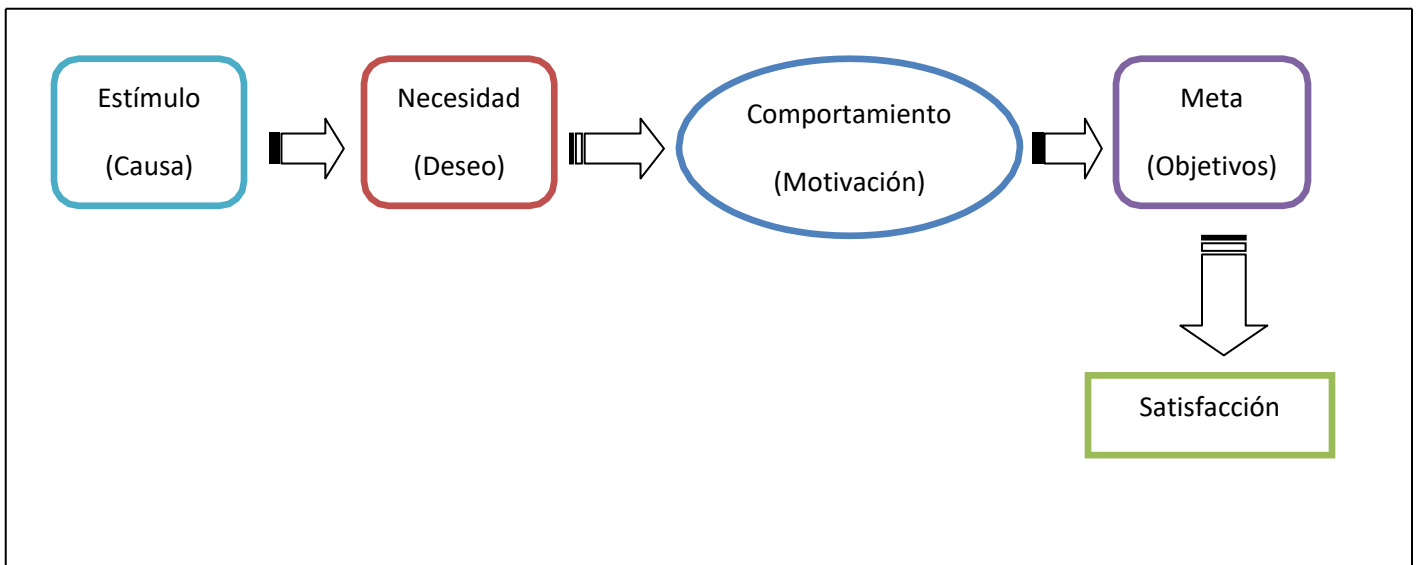 Estímulo
(Causa)
Necesidad
(Deseo)
Comportamiento
(Motivación)
Meta
(Objetivos)
Satisfacción